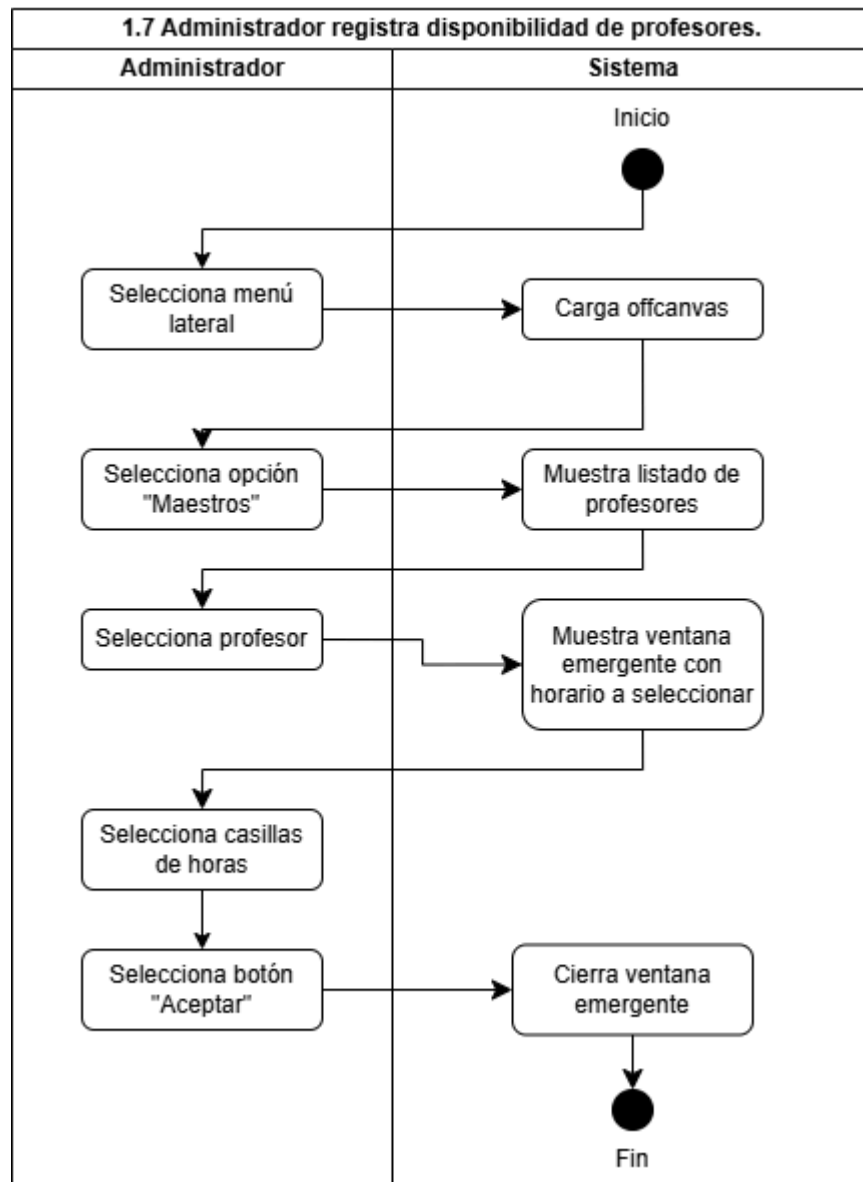 1.7 Administrador registra disponibilidad de profesores.
Administrador
Sistema
Inicio
Selecciona menú
lateral
Carga offcanvas
Selecciona opción
"Maestros"
Muestra listado de
profesores
Selecciona profesor
Muestra ventana
emergente con
horario a seleccionar
Selecciona casillas
de horas
Selecciona botón
"Aceptar"
Cierra ventana
emergente
Fin